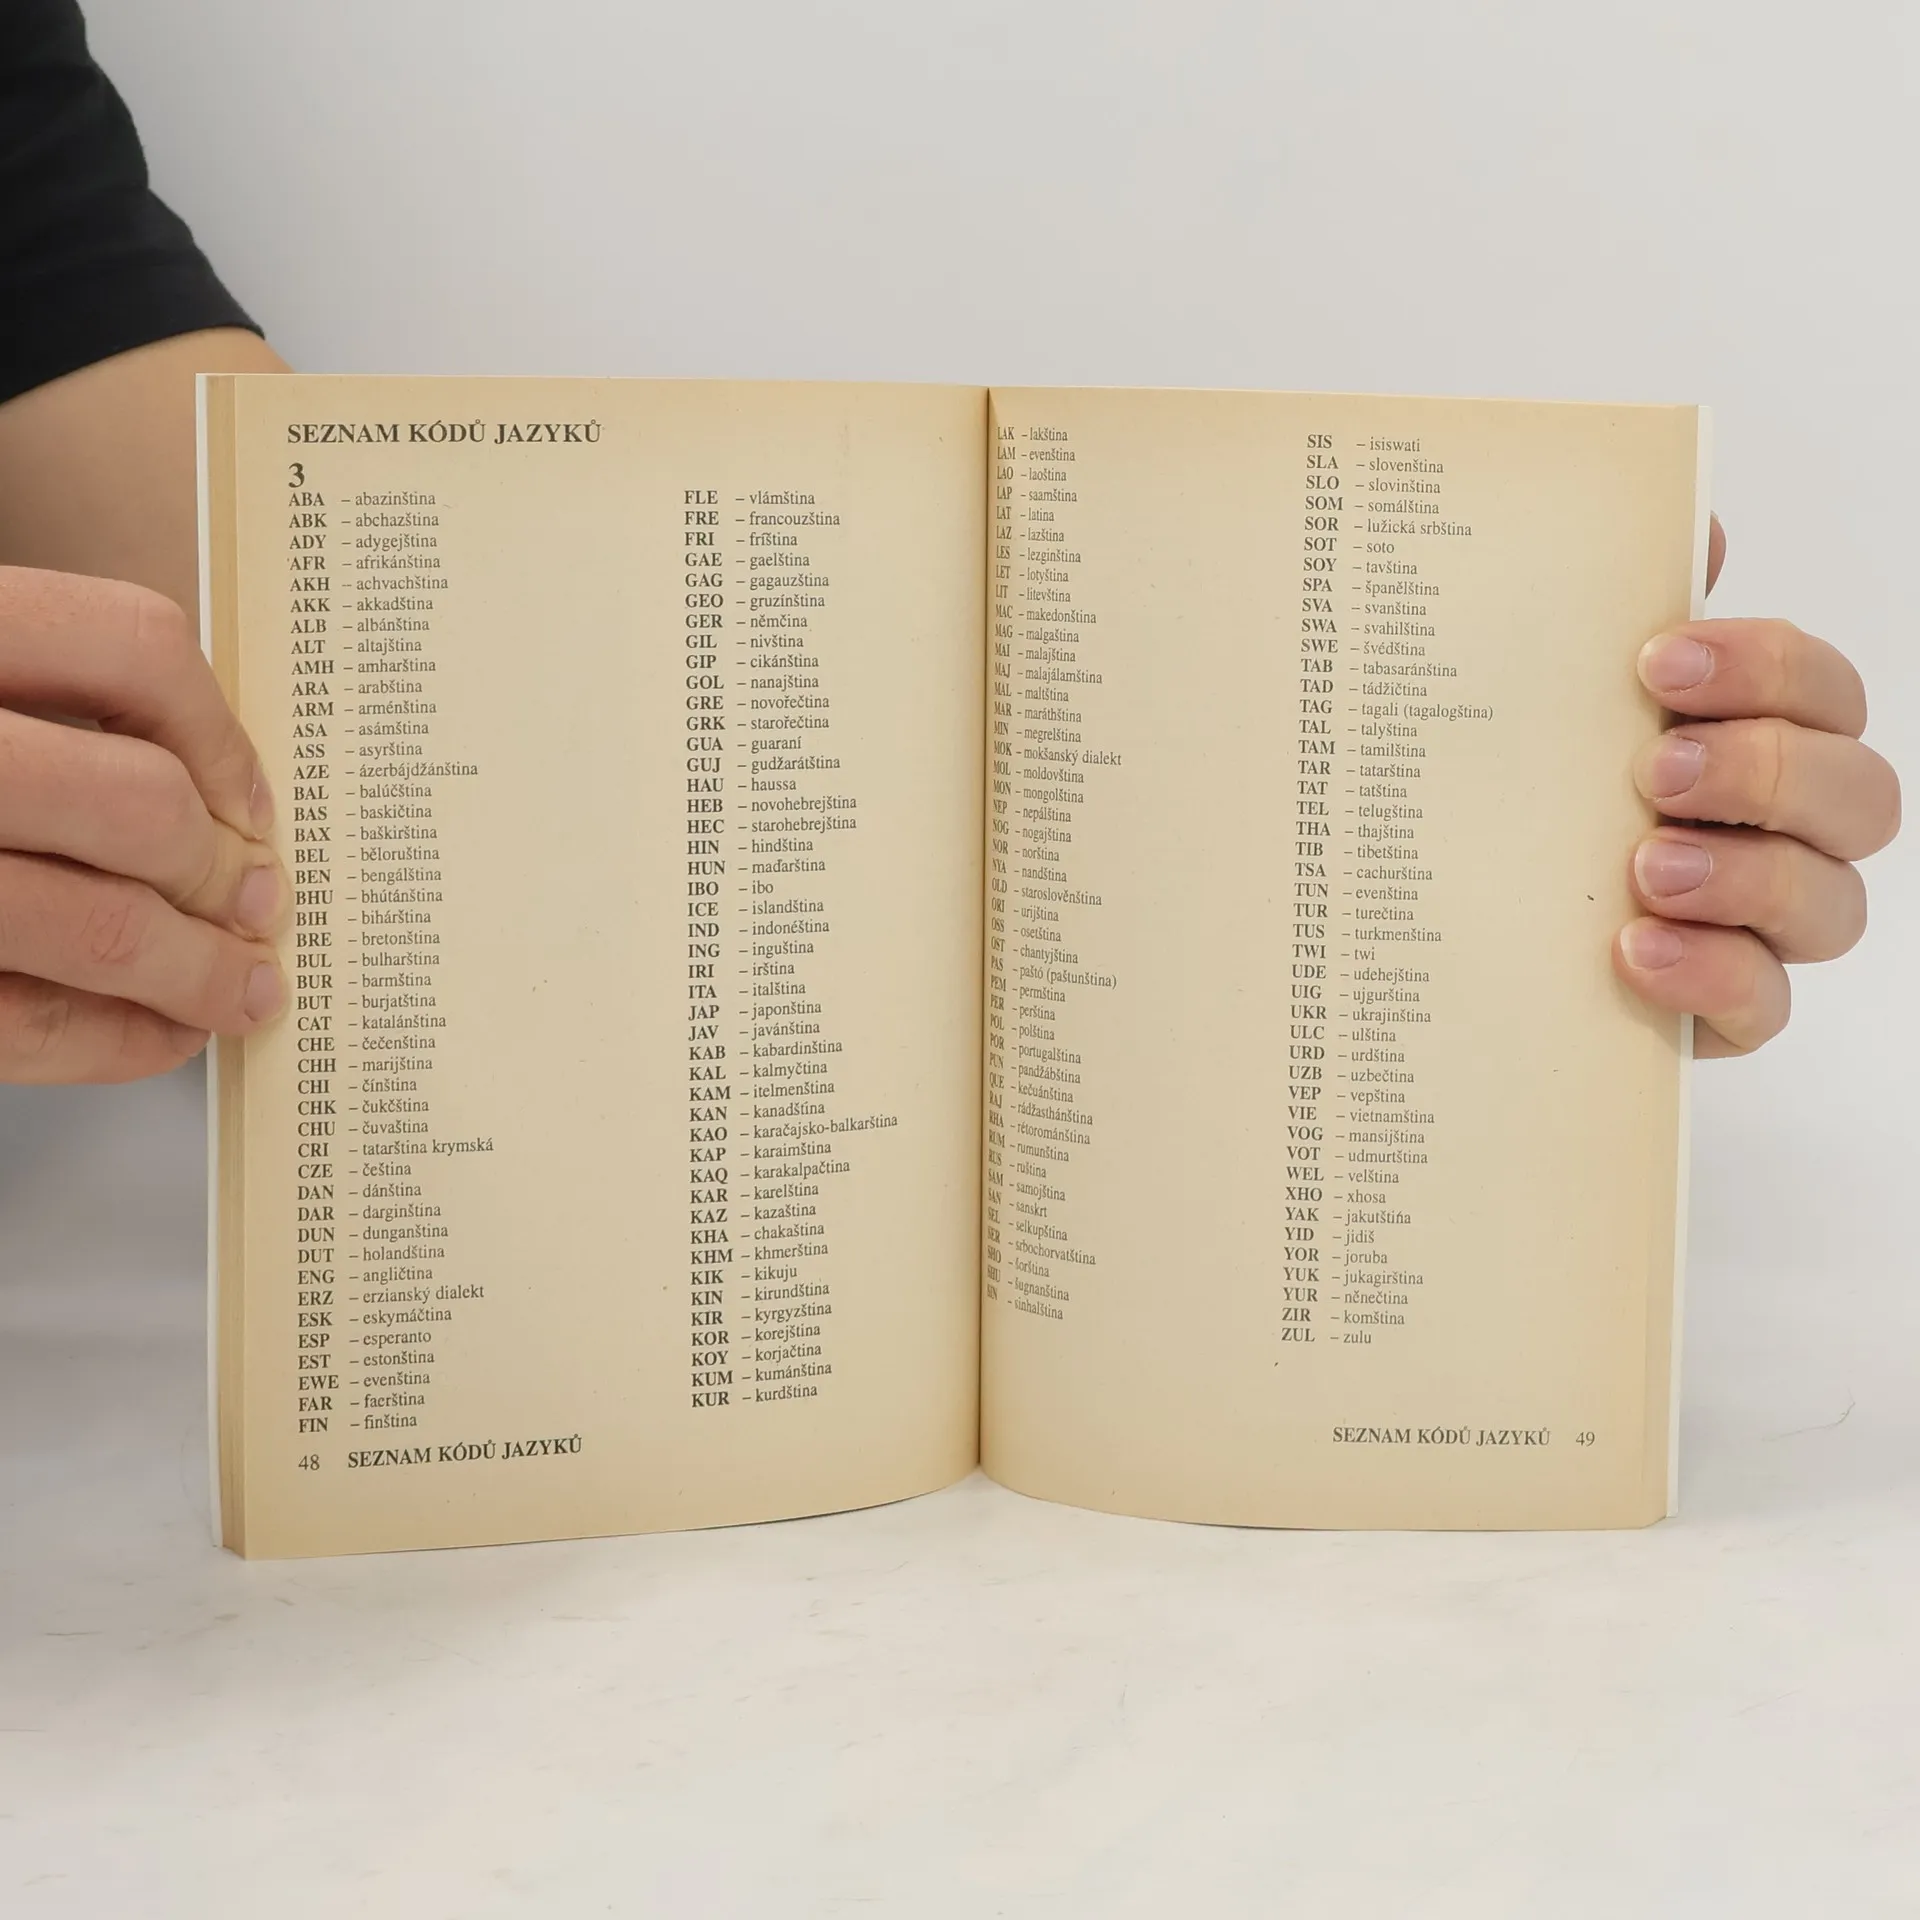 SEZNAM KÓDŮ JAZYKŮ
3
ABA – abazinština
ABK – abchazština
ADY – adygejština
AFR – afrikánština
AKH – achvachština
AKK – akkadština
ALB – albánština
ALT – altajština
AMH – amharština
ARA – arabština
ARM – arménština
ASA – asámština
ASS – asyrština
AZE – ázerbájdžánština
BAL – balúčština
BAS – baskičtina
BAX – baškirština
BEL – běloruština
BEN – bengálština
BHU – bhútánština
BIH – bihárština
BRE – bretonština
BUL – bulharština
BUR – barmština
BUT – burjatština
CAT – katalánština
CHE – čečenština
CHH – marijština
CHI – čínština
CHK – čukčština
CHU – čuvaština
CRI – tatarština krymská
CZE – čeština
DAN – dánština
DAR – darginština
DUN – dunganština
DUT – holandština
ENG – angličtina
ERZ – erzianský dialekt
ESK – eskymáčtina
ESP – esperanto
EST – estonština
EWE – evenština
FAR – faerština
FIN – finština
FLE – vlámština
FRE – francouzština
FRI – fríština
GAE – gaelština
GAG – gagauzština
GEO – gruzínština
GER – němčina
GIL – nivština
GIP – cikánština
GOL – nanajština
GRE – novořečtina
GRK – starořečtina
GUA – guaraní
GUJ – gudžarátština
HAU – haussa
HEB – novohebrejština
HEC – starohebrejština
HIN – hindština
HUN – maďarština
IBO – ibo
ICE – islandština
IND – indonéština
ING – inguština
IRI – irština
ITA – italština
JAP – japonština
JAV – javánština
KAB – kabardinština
KAL – kalmyčtina
KAM – itelmenština
KAN – kanadština
KAO – karačajsko-balkarština
KAP – karaimština
KAQ – karakalpačtina
KAR – karelština
KAZ – kazaština
KHA – chakaština
KHM – khmerština
KIK – kikuju
KIN – kirundština
KIR – kyrgyzština
KOR – korejština
KOY – korjačtina
KUM – kumánština
KUR – kurdština
48 SEZNAM KÓDŮ JAZYKŮ
LAK – lakština
LAM – evenština
LAO – laoština
LAP – saamština
LAT – latina
LAZ – lazština
LES – lezginština
LET – lotyština
LIT – litevština
MAC – makedonština
MAG – malgaština
MAI – malajština
MAJ – malajálamština
MAL – maltština
MAR – maráthština
MIN – megrelština
MOK – mokšanský dialekt
MOL – moldovština
MON – mongolština
NEP – nepálština
NOG – nogajština
NOR – norština
NYA – nandština
OLD – staroslověnština
ORI – urijština
OSS – osetština
OST – chantyjština
PAS – paštó (paštunština)
PEM – permština
PER – perština
POL – polština
POR – portugalština
PUN – pandžábština
QUE – kečuánština
RAJ – rádžasthánština
RHA – rétorománština
RUM – rumunština
RUS – ruština
SAM – samojština
SAN – sanskrt
SEL – selkupština
SER – srbochorvatština
SHO – šorština
SHU – šugnanština
SIN – sinhalština
SIS – isiswati
SLA – slovenština
SLO – slovinština
SOM – somálština
SOR – lužická srbština
SOT – soto
SOY – tavština
SPA – španělština
SVA – svanština
SWA – svahilština
SWE – švédština
TAB – tabasaránština
TAD – tádžičtina
TAG – tagali (tagalogština)
TAL – talyština
TAM – tamilština
TAR – tatarština
TAT – tatština
TEL – telugština
THA – thajština
TIB – tibetština
TSA – cachurština
TUN – evenština
TUR – turečtina
TUS – turkmenština
TWI – twi
UDE – udehejština
UIG – ujgurština
UKR – ukrajinština
ULC – ulština
URD – urdština
UZB – uzbečtina
VEP – vepština
VIE – vietnamština
VOG – mansijština
VOT – udmurtština
WEL – velština
XHO – xhosa
YAK – jakutština
YID – jidiš
YOR – joruba
YUK – jukagirština
YUR – něnečtina
ZIR – komština
ZUL – zulu
SEZNAM KÓDŮ JAZYKŮ 49